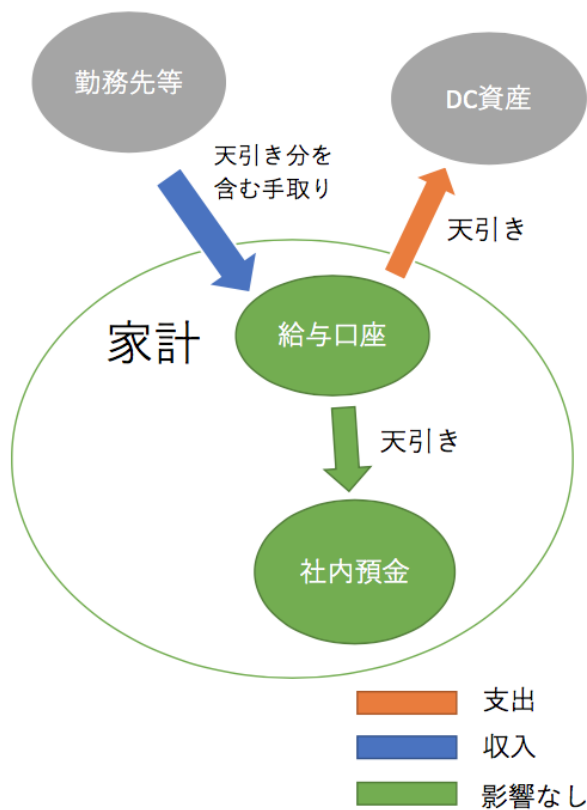 勤務先等
DC資産
天引き分を
含む手取り
天引き
家計
給与口座
天引き
社内預金
支出
収入
影響なし